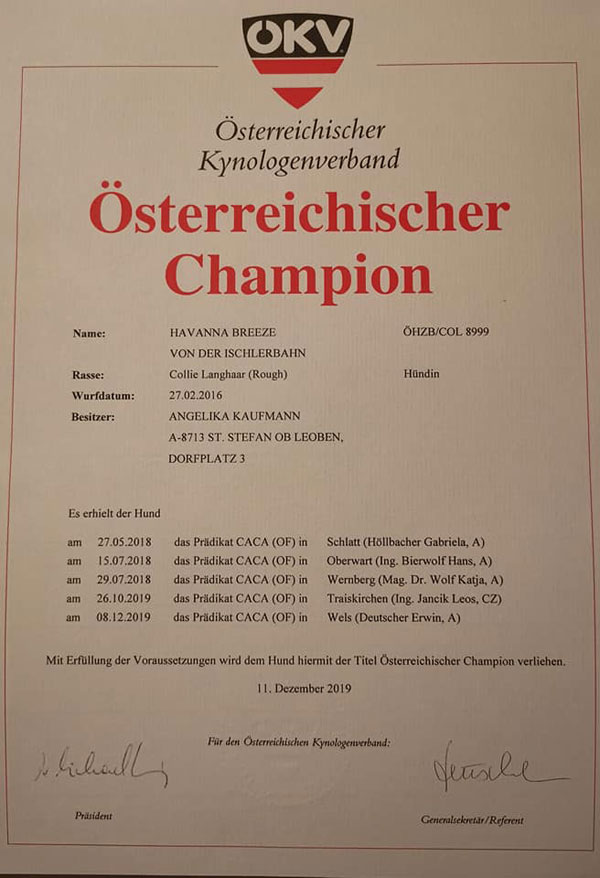 ÖKV
Österreichischer
Kynologenverband
Österreichischer
Champion
Name: HAVANNA BREEZE ÖHZB/COL 8999
VON DER ISCHLERBAHN
Rasse: Collie Langhaar (Rough) Hündin
Wurfdatum: 27.02.2016
Besitzer: ANGELIKA KAUFMANN
A-8713 ST. STEFAN OB LEOBEN,
DORFPLATZ 3
Es erhielt der Hund
am 27.05.2018 das Prädikat CACA (OF) in Schlatt (Höllbacher Gabriela, A)
am 15.07.2018 das Prädikat CACA (OF) in Oberwart (Ing. Bierwolf Hans, A)
am 29.07.2018 das Prädikat CACA (OF) in Wernberg (Mag. Dr. Wolf Katja, A)
am 26.10.2019 das Prädikat CACA (OF) in Traiskirchen (Ing. Jancik Leos, CZ)
am 08.12.2019 das Prädikat CACA (OF) in Wels (Deutscher Erwin, A)
Mit Erfüllung der Voraussetzungen wird dem Hund hiermit der Titel Österreichischer Champion verliehen.
11. Dezember 2019
Für den Österreichischen Kynologenverband:
Präsident
Generalsekretär/Referent